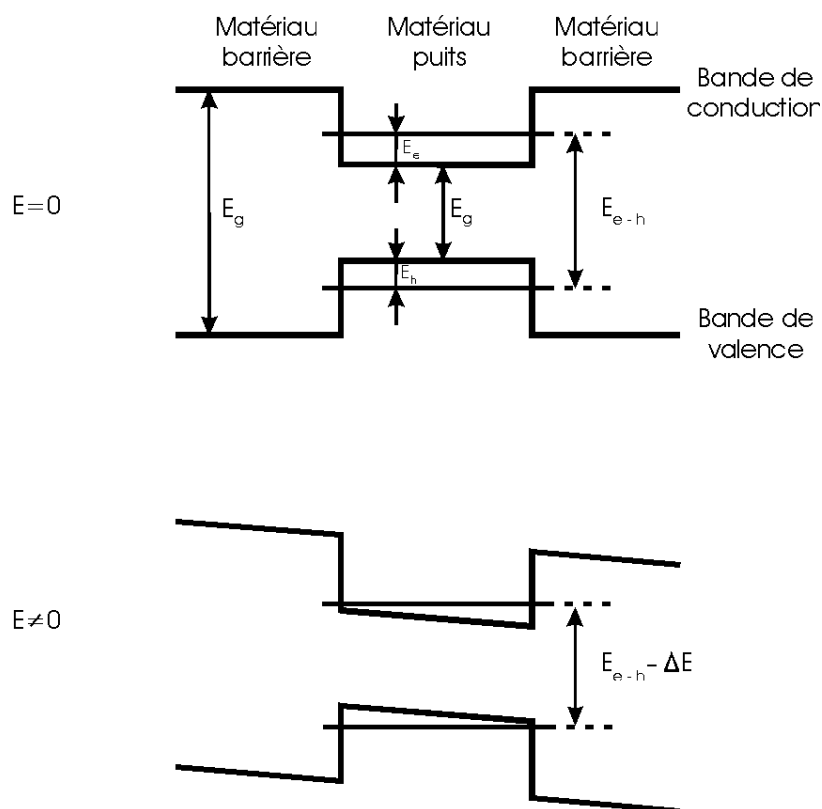 Matériau
barrière
Matériau
puits
Matériau
barrière
Bande de
conduction
E=0
E_e
E_g
E_g
E_e-h
E_h
Bande de
valence
E≠0
E_e-h - ΔE